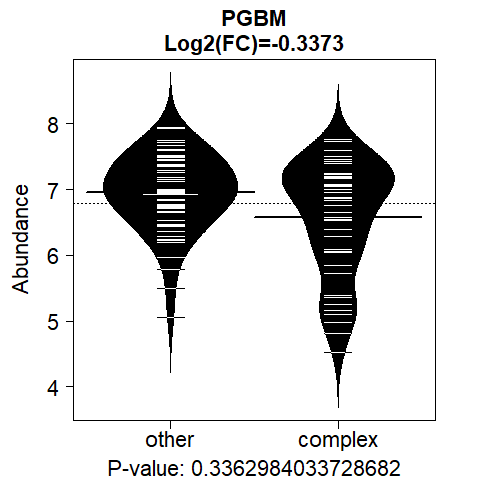 PGBM
Log2(FC)=-0.3373
Abundance
8
7
6
5
4
other complex
P-value: 0.3362984033728682